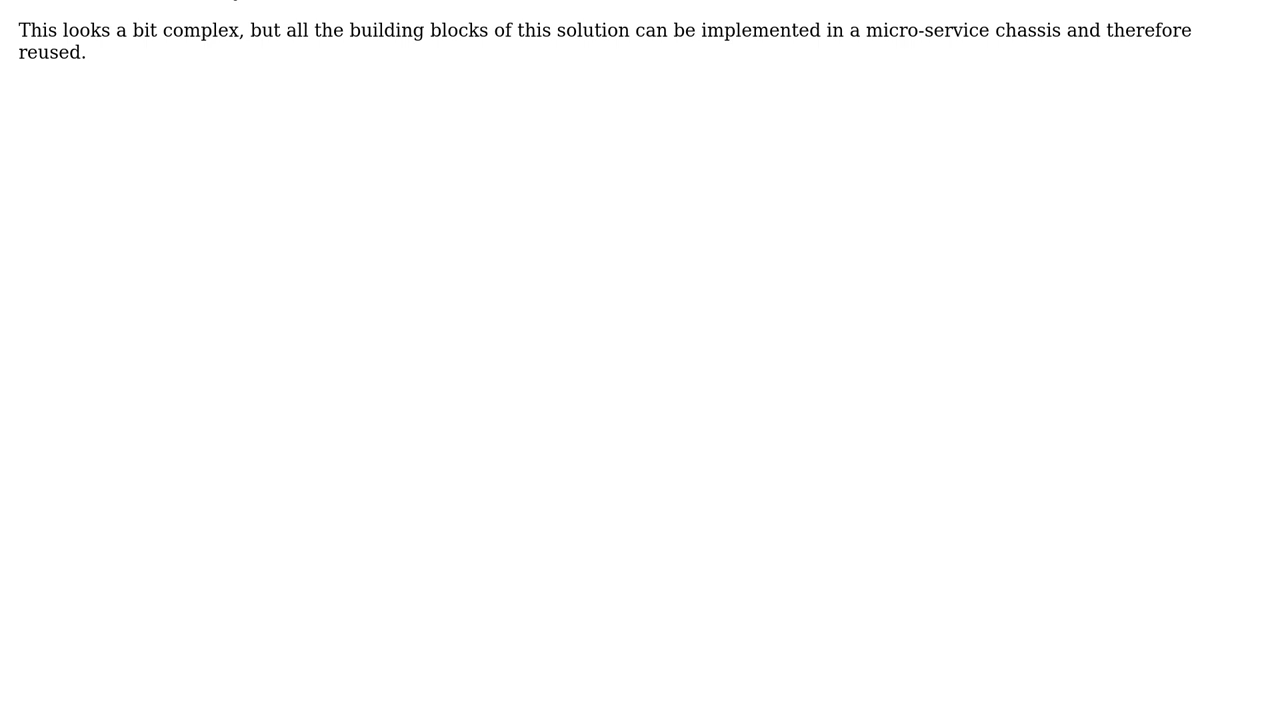 This looks a bit complex, but all the building blocks of this solution can be implemented in a micro-service chassis and therefore
reused.